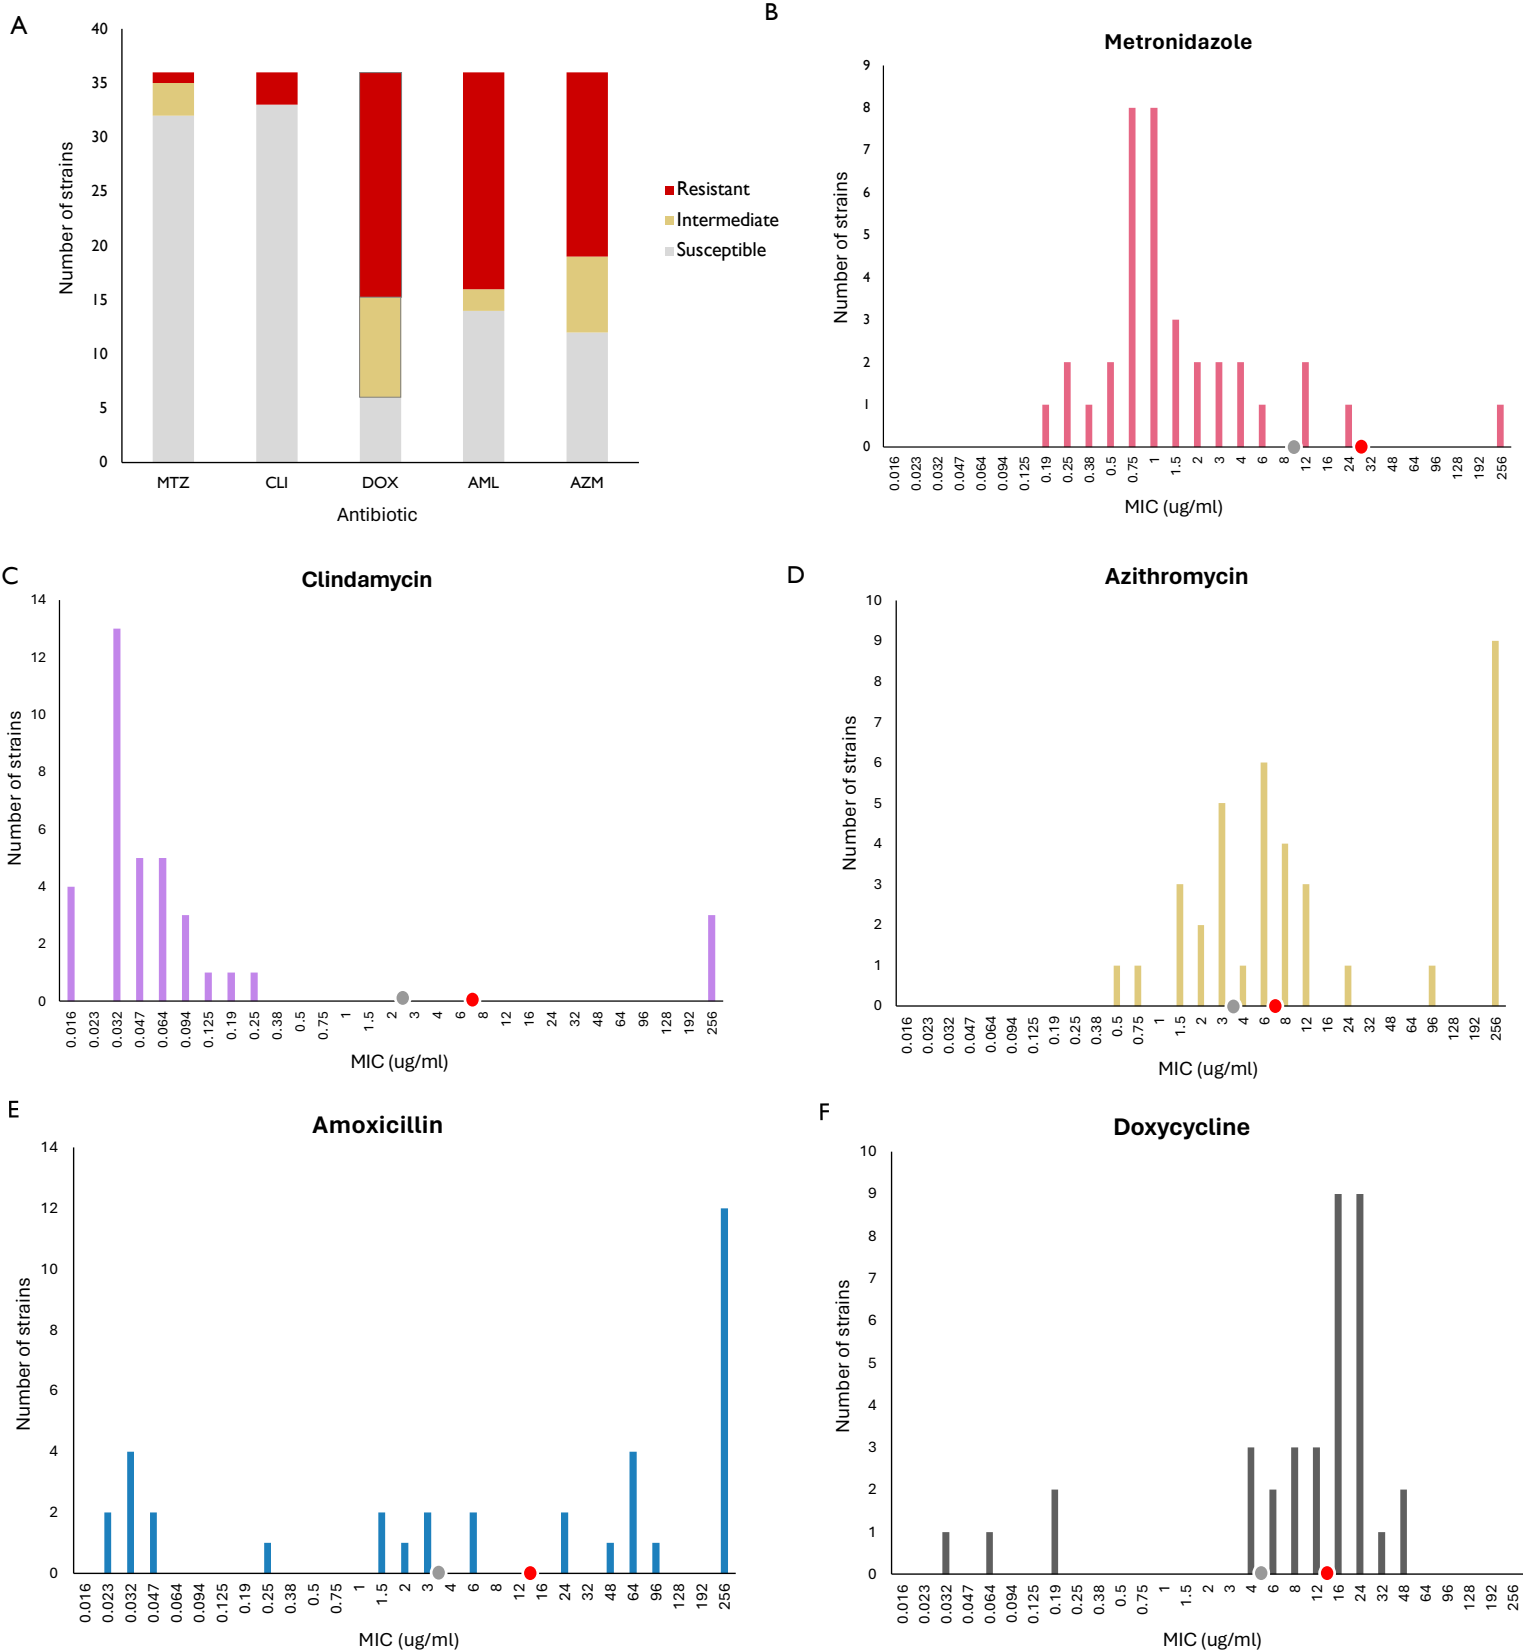 A
40
35
30
25
20
15
10
5
0
Number of strains
MTZ CLI DOX AML AZM
Antibiotic
Resistant
Intermediate
Susceptible
B
Metronidazole
9
8
7
6
5
4
3
2
1
0
Number of strains
0.016 0.023 0.032 0.047 0.064 0.094 0.125 0.19 0.25 0.38 0.5 0.75 1 1.5 2 3 4 6 8 12 16 24 32 48 64 96 128 192 256
MIC (ug/ml)
C
Clindamycin
14
12
10
8
6
4
2
0
Number of strains
0.016 0.023 0.032 0.047 0.064 0.094 0.125 0.19 0.25 0.38 0.5 0.75 1 1.5 2 3 4 6 8 12 16 24 32 48 64 96 128 192 256
MIC (ug/ml)
D
Azithromycin
10
9
8
7
6
5
4
3
2
1
0
Number of strains
0.016 0.023 0.032 0.047 0.064 0.094 0.125 0.19 0.25 0.38 0.5 0.75 1 1.5 2 3 4 6 8 12 16 24 32 48 64 96 128 192 256
MIC (ug/ml)
E
Amoxicillin
14
12
10
8
6
4
2
0
Number of strains
0.016 0.023 0.032 0.047 0.064 0.094 0.125 0.19 0.25 0.38 0.5 0.75 1 1.5 2 3 4 6 8 12 16 24 32 48 64 96 128 192 256
MIC (ug/ml)
F
Doxycycline
10
9
8
7
6
5
4
3
2
1
0
Number of strains
0.016 0.023 0.032 0.047 0.064 0.094 0.125 0.19 0.25 0.38 0.5 0.75 1 1.5 2 3 4 6 8 12 16 24 32 48 64 96 128 192 256
MIC (ug/ml)